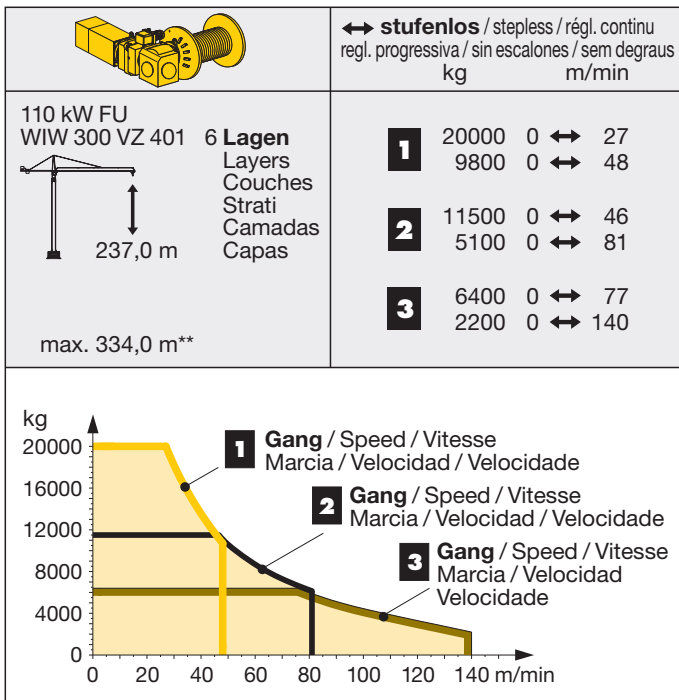 ↔ stufenlos / stepless / régl. continu
regl. progressiva / sin escalones / sem degraus
kg m/min
110 kW FU
WIW 300 VZ 401 6 Lagen
Layers
Couches
Strati
Camadas
Capas
237,0 m
max. 334,0 m**
1 20000 0 ↔ 27
9800 0 ↔ 48
2 11500 0 ↔ 46
5100 0 ↔ 81
3 6400 0 ↔ 77
2200 0 ↔ 140
kg
20000
16000
12000
8000
4000
0
1 Gang / Speed / Vitesse
Marcia / Velocidad / Velocidade
2 Gang / Speed / Vitesse
Marcia / Velocidad / Velocidade
3 Gang / Speed / Vitesse
Marcia / Velocidad
Velocidade
0 20 40 60 80 100 120 140 m/min